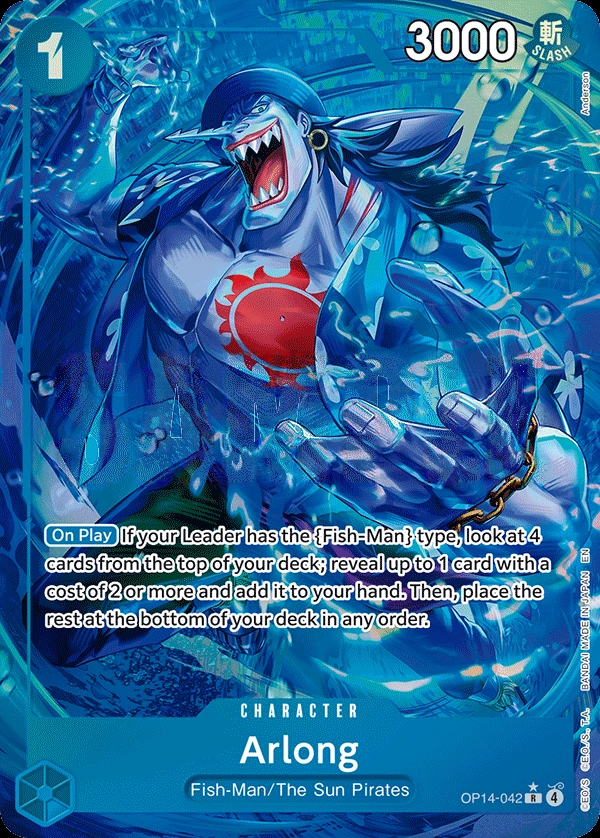 1
3000
斬
SLASH
Anderson
On Play If your Leader has the {Fish-Man} type, look at 4
cards from the top of your deck; reveal up to 1 card with a
cost of 2 or more and add it to your hand. Then, place the
rest at the bottom of your deck in any order.
CHARACTER
Arlong
Fish-Man/The Sun Pirates
OP14-042 R 4
©EO/S ©E.O./S., T.A. BANDAI MADE IN JAPAN EN